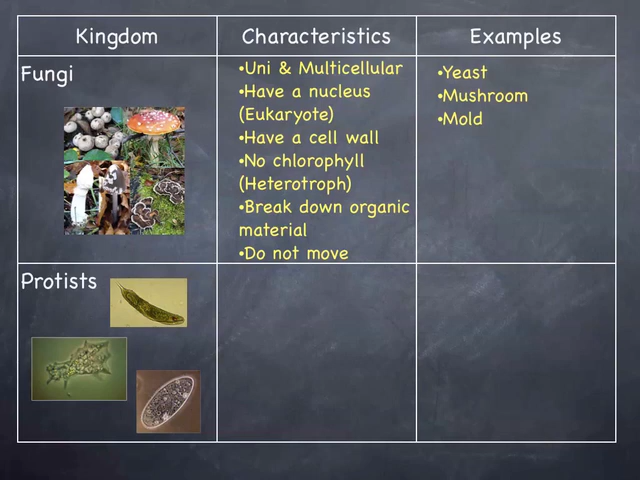 Kingdom
Characteristics
Examples
Fungi
•Uni & Multicellular
•Have a nucleus
(Eukaryote)
•Have a cell wall
•No chlorophyll
(Heterotroph)
•Break down organic
material
•Do not move
•Yeast
•Mushroom
•Mold
Protists